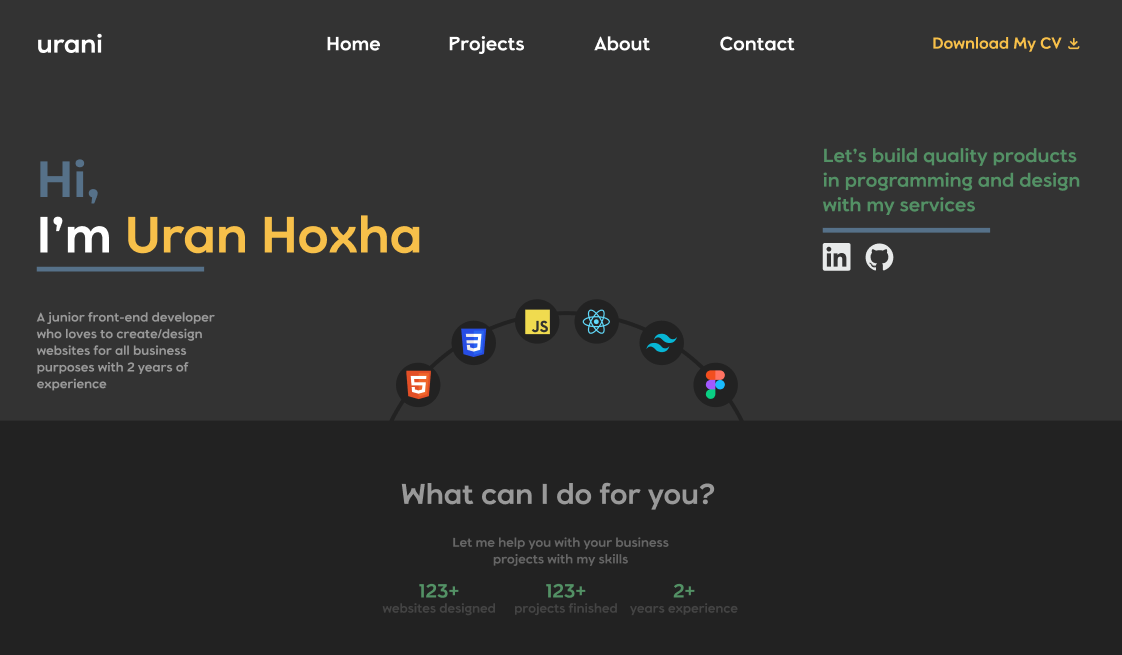 urani
Home
Projects
About
Contact
Download My CV
Hi,
I'm Uran Hoxha
A junior front-end developer
who loves to create/design
websites for all business
purposes with 2 years of
experience
Let's build quality products
in programming and design
with my services
in
5
3
JS
What can I do for you?
Let me help you with your business
projects with my skills
123+
websites designed
123+
projects finished
2+
years experience